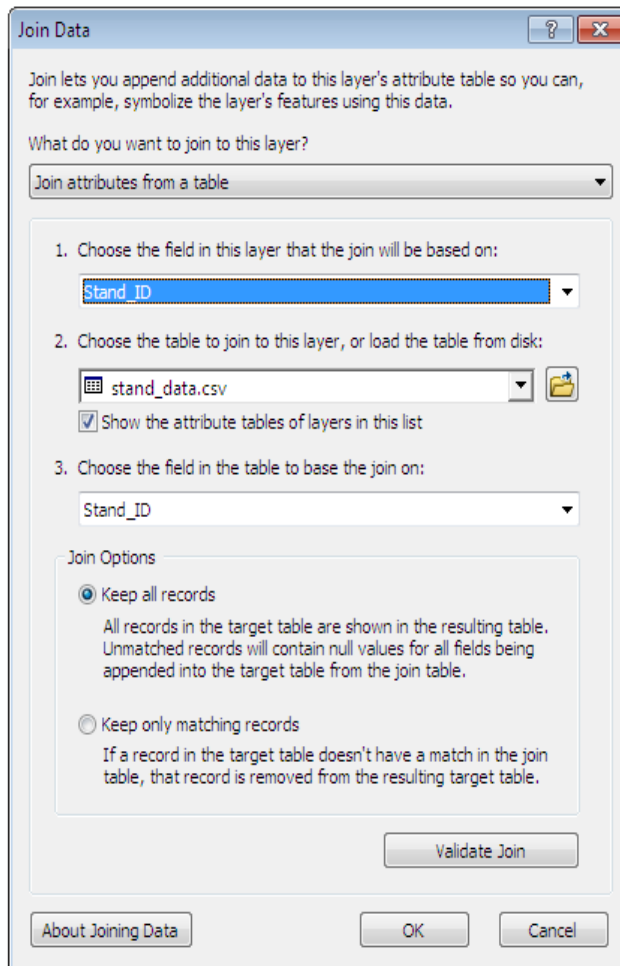 Join Data
Join lets you append additional data to this layer's attribute table so you can,
for example, symbolize the layer's features using this data.
What do you want to join to this layer?
Join attributes from a table
1. Choose the field in this layer that the join will be based on:
Stand_ID
2. Choose the table to join to this layer, or load the table from disk:
stand_data.csv
Show the attribute tables of layers in this list
3. Choose the field in the table to base the join on:
Stand_ID
Join Options
Keep all records
All records in the target table are shown in the resulting table.
Unmatched records will contain null values for all fields being
appended into the target table from the join table.
Keep only matching records
If a record in the target table doesn't have a match in the join
table, that record is removed from the resulting target table.
Validate Join
About Joining Data
OK
Cancel